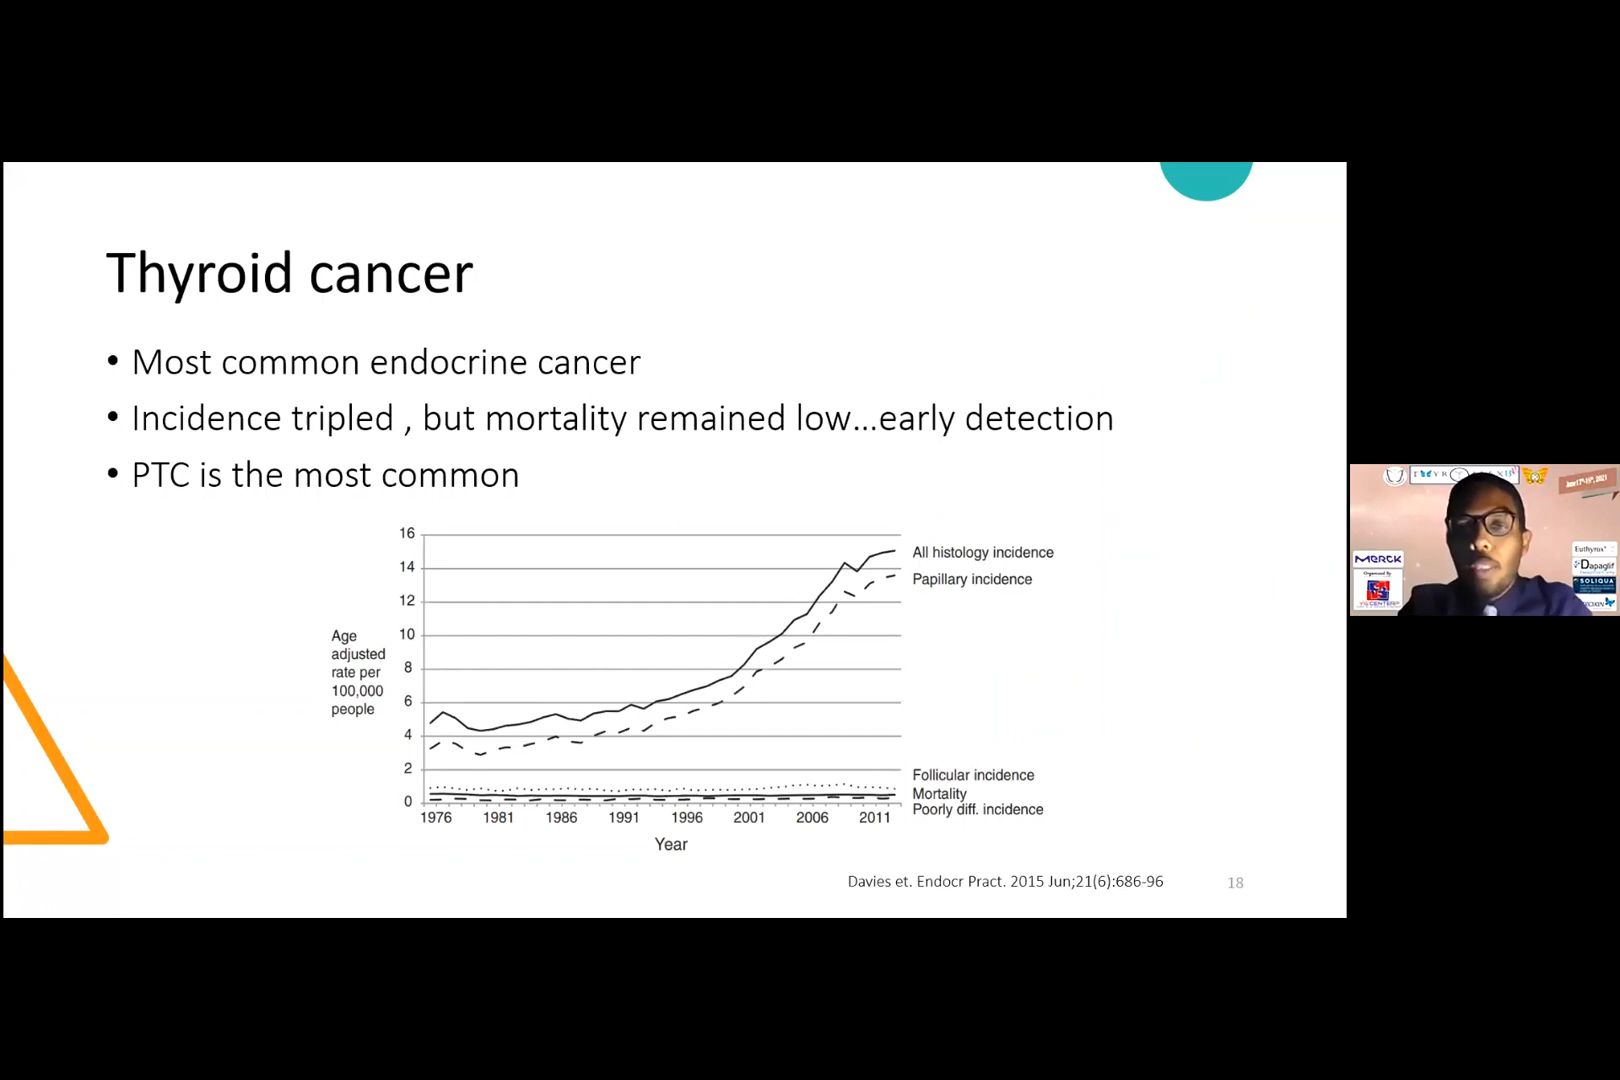 Thyroid cancer
• Most common endocrine cancer
• Incidence tripled , but mortality remained low...early detection
• PTC is the most common
16
14
12
10
8
6
4
2
0
Age
adjusted
rate per
100,000
people
All histology incidence
Papillary incidence
Follicular incidence
Mortality
Poorly diff. incidence
1976 1981 1986 1991 1996 2001 2006 2011
Year
Davies et. Endocr Pract. 2015 Jun;21(6):686-96
18
MERCK
Organised By
Euthyrox
Dapaglif
SOLIQUA